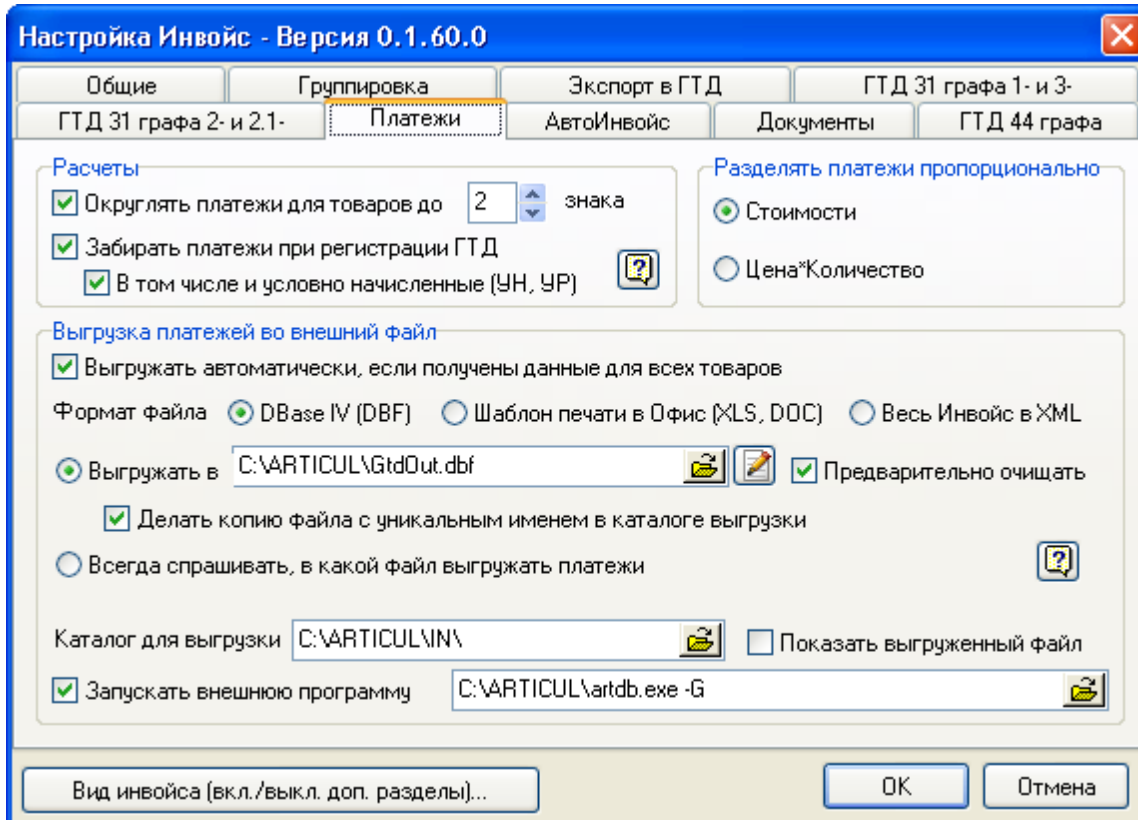 Настройка Инвойс - Версия 0.1.60.0
Общие
Группировка
Экспорт в ГТД
ГТД 31 графа 1- и 3-
ГТД 31 графа 2- и 2.1-
Платежи
АвтоИнвойс
Документы
ГТД 44 графа
Расчеты
Округлять платежи для товаров до 2 знака
Забирать платежи при регистрации ГТД
В том числе и условно начисленные (УН, УР)
Разделять платежи пропорционально
Стоимости
Цена*Количество
Выгрузка платежей во внешний файл
Выгружать автоматически, если получены данные для всех товаров
Формат файла DBase IV (DBF) Шаблон печати в Офис (XLS, DOC) Весь Инвойс в XML
Выгружать в C:\ARTICUL\GtdOut.dbf Предварительно очищать
Делать копию файла с уникальным именем в каталоге выгрузки
Всегда спрашивать, в какой файл выгружать платежи
Каталог для выгрузки C:\ARTICUL\IN\ Показать выгруженный файл
Запускать внешнюю программу C:\ARTICUL\artdb.exe -G
Вид инвойса (вкл./выкл. доп. разделы)...
OK
Отмена